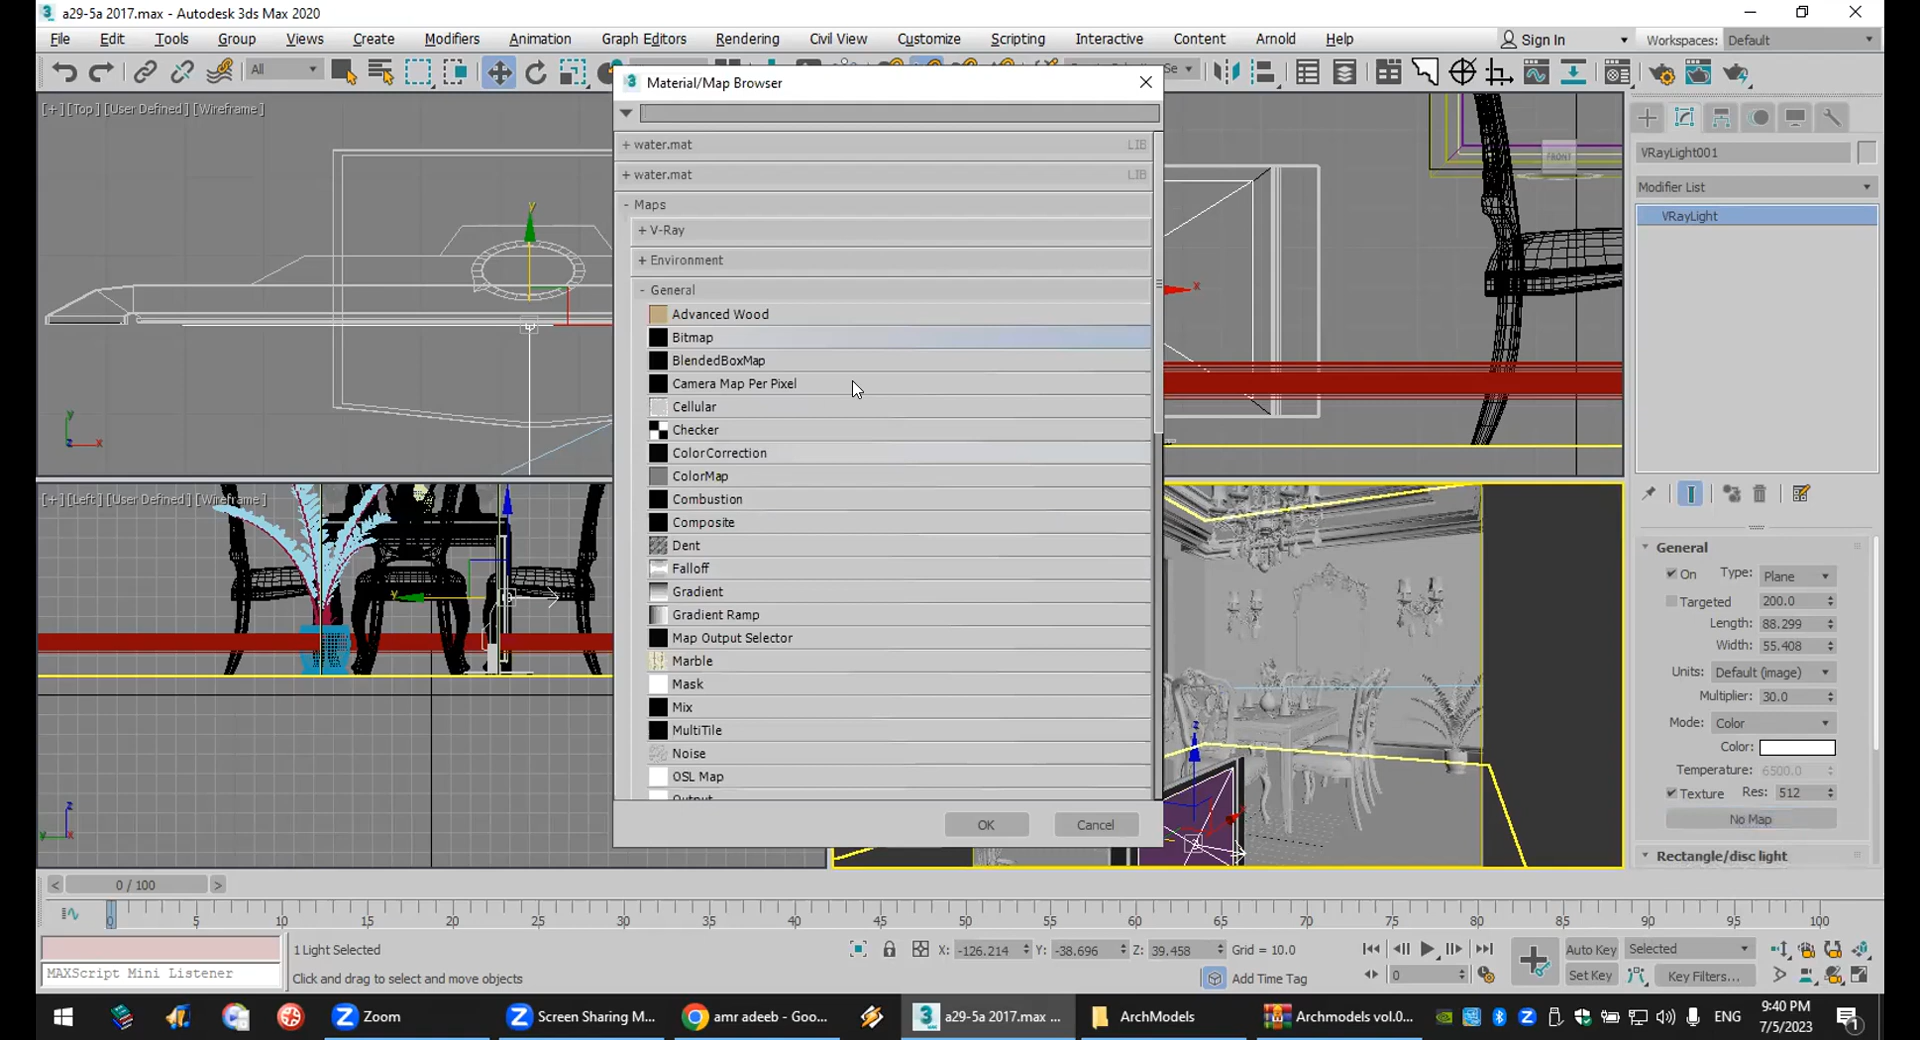 a29-5a 2017.max - Autodesk 3ds Max 2020
File Edit Tools Group Views Create Modifiers Animation Graph Editors Rendering Civil View Customize Scripting Interactive Content Arnold Help Sign In Workspaces: Default
All
Material/Map Browser
[+] [Top] [User Defined] [Wireframe]
+ water.mat LIB
+ water.mat LIB
- Maps
+ V-Ray
+ Environment
- General
Advanced Wood
Bitmap
BlendedBoxMap
Camera Map Per Pixel
Cellular
Checker
Color Correction
ColorMap
Combustion
Composite
Dent
Falloff
Gradient
Gradient Ramp
Map Output Selector
Marble
Mask
Mix
MultiTile
Noise
OSL Map
Output
OK Cancel
y
x
y
z x
[+] [Left] [User Defined] [Wireframe]
y
z
y x
x
FRONT
z
VRayLight001
Modifier List
VRayLight
General
On Type: Plane
Targeted 200.0
Length: 88.299
Width: 55.408
Units: Default (image)
Multiplier: 30.0
Mode: Color
Color:
Temperature: 6500.0
Texture Res: 512
No Map
Rectangle/disc light
< 0 / 100 >
0 5 10 15 20 25 30 35 40 45 50 55 60 65 70 75 80 85 90 95 100
1 Light Selected
X: -126.214 Y: -38.696 Z: 39.458 Grid = 10.0
Auto Key Selected
MAXScript Mini Listener
Click and drag to select and move objects
Add Time Tag
0
Set Key Key Filters...
Zoom
Screen Sharing M...
amr adeeb - Goo...
a29-5a 2017.max ...
ArchModels
Archmodels vol.0...
ENG
9:40 PM
7/5/2023
1